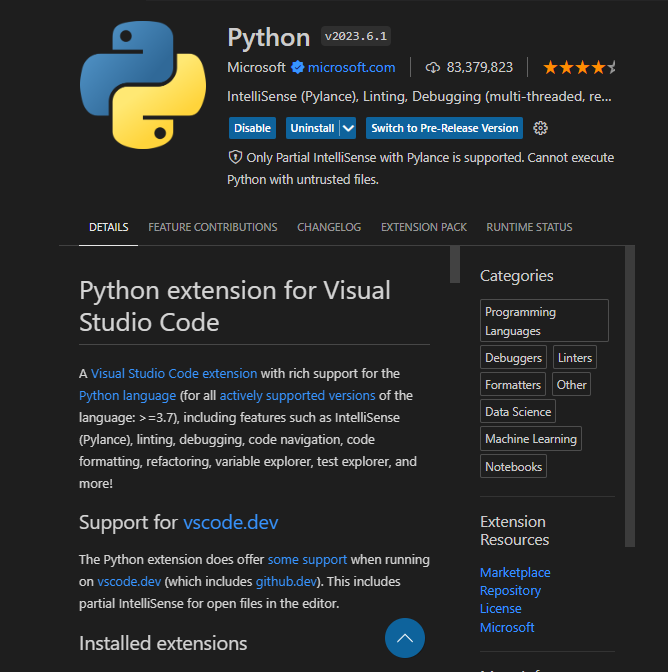 Python v2023.6.1
Microsoft microsoft.com 83,379,823
IntelliSense (Pylance), Linting, Debugging (multi-threaded, re...
Disable Uninstall Switch to Pre-Release Version
Only Partial IntelliSense with Pylance is supported. Cannot execute
Python with untrusted files.
DETAILS FEATURE CONTRIBUTIONS CHANGELOG EXTENSION PACK RUNTIME STATUS
Python extension for Visual
Studio Code
A Visual Studio Code extension with rich support for the
Python language (for all actively supported versions of the
language: >=3.7), including features such as IntelliSense
(Pylance), linting, debugging, code navigation, code
formatting, refactoring, variable explorer, test explorer, and
more!
Support for vscode.dev
The Python extension does offer some support when running
on vscode.dev (which includes github.dev). This includes
partial IntelliSense for open files in the editor.
Installed extensions
Categories
Programming
Languages
Debuggers Linters
Formatters Other
Data Science
Machine Learning
Notebooks
Extension
Resources
Marketplace
Repository
License
Microsoft